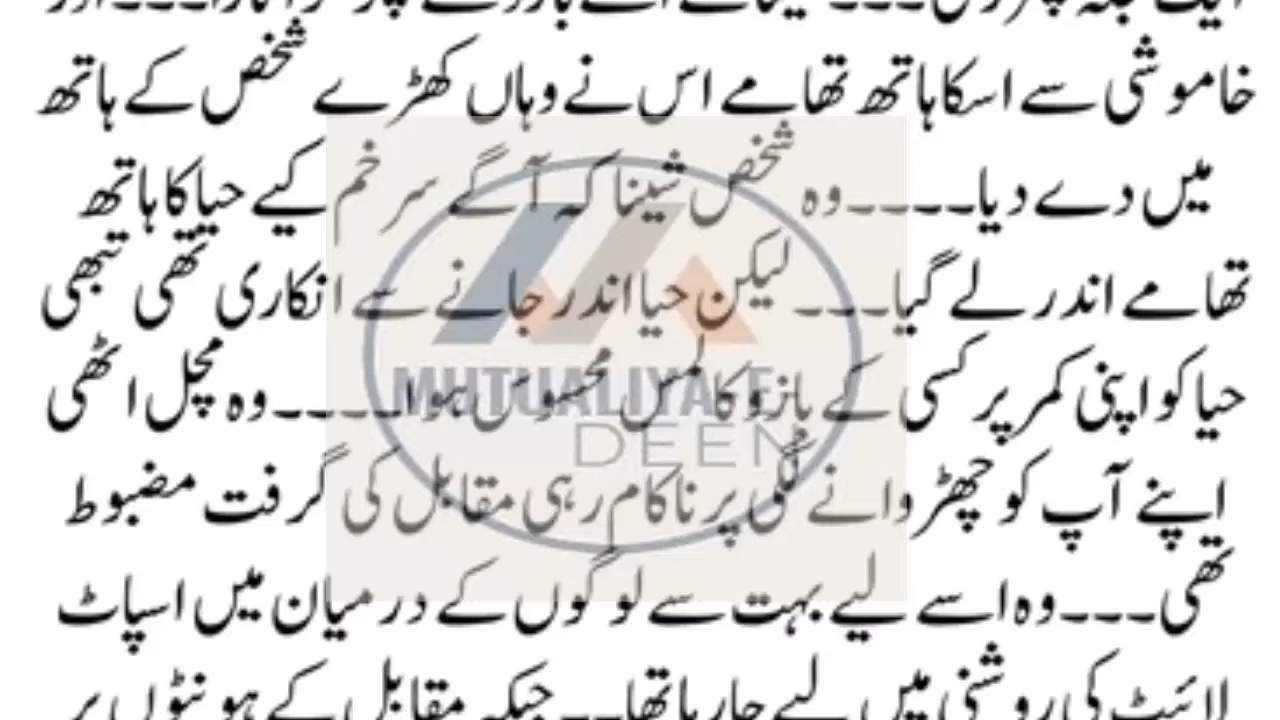 خاموشی سے اسکا ہاتھ تھامے اس نے وہاں کھڑے شخص کے ہاتھ
میں دے دیا۔۔۔۔وہ شخص شینا کہ آگے سر خم کیے حیا کا ہاتھ
تھامے اندر لے گیا۔۔۔ لیکن حیا اندر جانے سے انکاری تھی تبھی
حیا کو اپنی کمر پر کسی کے بازو کا لمس محسوس ہوا۔۔۔۔وہ مچل اٹھی
اپنے آپ کو چھڑوانے لگی پر ناکام رہی مقابل کی گرفت مضبوط
تھی۔۔۔وہ اسے لیے بہت سے لوگوں کے درمیان میں اسپاٹ
لائیٹ کی روشنی میں لیے جا رہا تھا۔۔۔ جبکہ مقابل کے ہونٹوں پر
MUTUALIYA E
DEEN